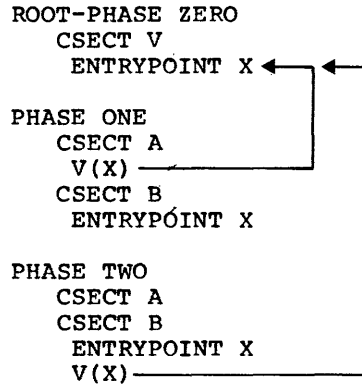 ROOT-PHASE ZERO
CSECT V
ENTRYPOINT X
PHASE ONE
CSECT A
V(X)
CSECT B
ENTRYPOINT X
PHASE TWO
CSECT A
CSECT B
ENTRYPOINT X
V(X)